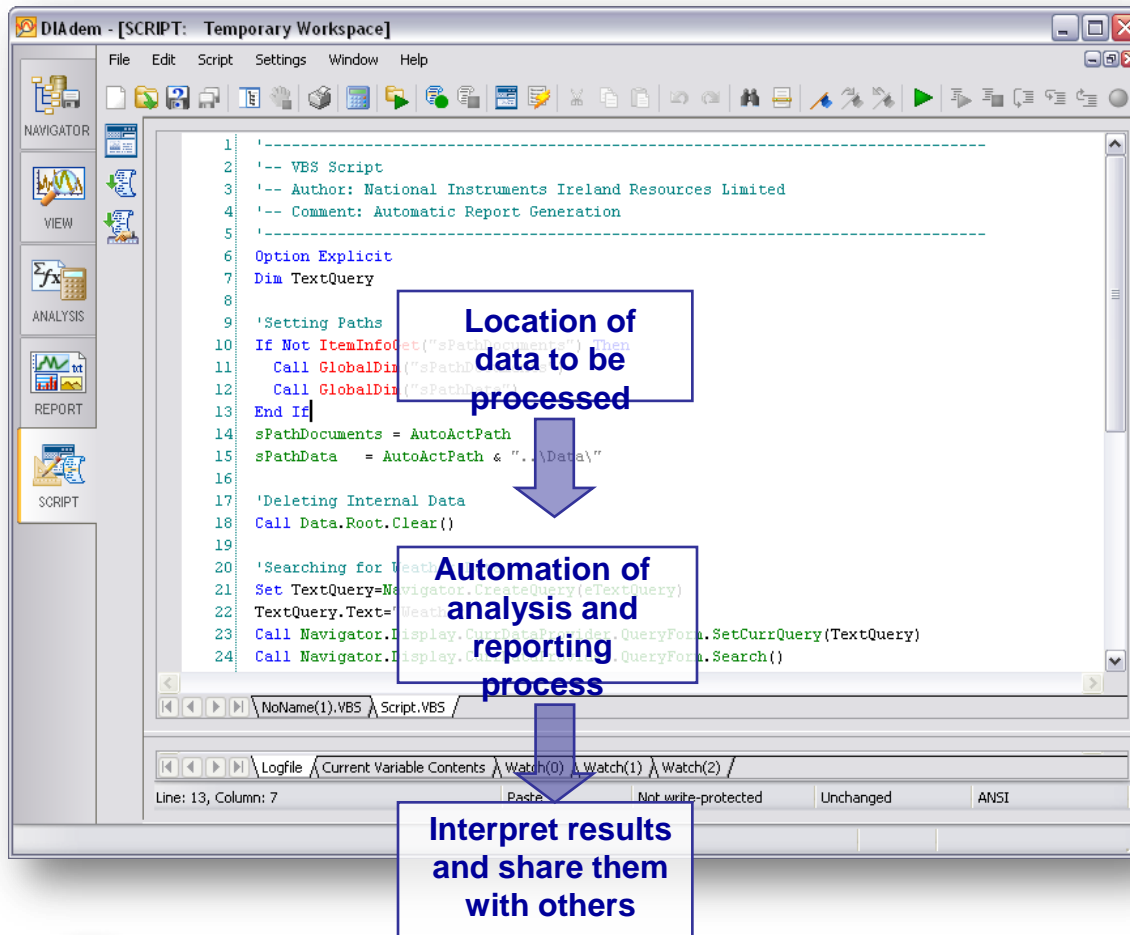 DIAdem - [SCRIPT: Temporary Workspace]
File Edit Script Settings Window Help
NAVIGATOR
VIEW
ANALYSIS
REPORT
SCRIPT
1 '--------------------------------------------------------------------------------
2 '-- VBS Script
3 '-- Author: National Instruments Ireland Resources Limited
4 '-- Comment: Automatic Report Generation
5 '--------------------------------------------------------------------------------
6 Option Explicit
7 Dim TextQuery
8
9 'Setting Paths
10 If Not ItemInfoGet("sPathDocuments") Then
11 Call GlobalDim("sPathD
12 Call GlobalDim("sPathData")
13 End If
14 sPathDocuments = AutoActPath
15 sPathData = AutoActPath & "..\Data\"
16
17 'Deleting Internal Data
18 Call Data.Root.Clear()
19
20 'Searching for Weath
21 Set TextQuery=Navigator.CreateQuery(eTextQuery)
22 TextQuery.Text="Weath
23 Call Navigator.Display.CurrDataProvider.QueryForm.SetCurrQuery(TextQuery)
24 Call Navigator.Display.CurrDataProvider.QueryForm.Search()
Location of
data to be
processed
Automation of
analysis and
reporting
process
NoName(1).VBS Script.VBS
Logfile Current Variable Contents Watch(0) Watch(1) Watch(2)
Line: 13, Column: 7 Paste Not write-protected Unchanged ANSI
Interpret results
and share them
with others